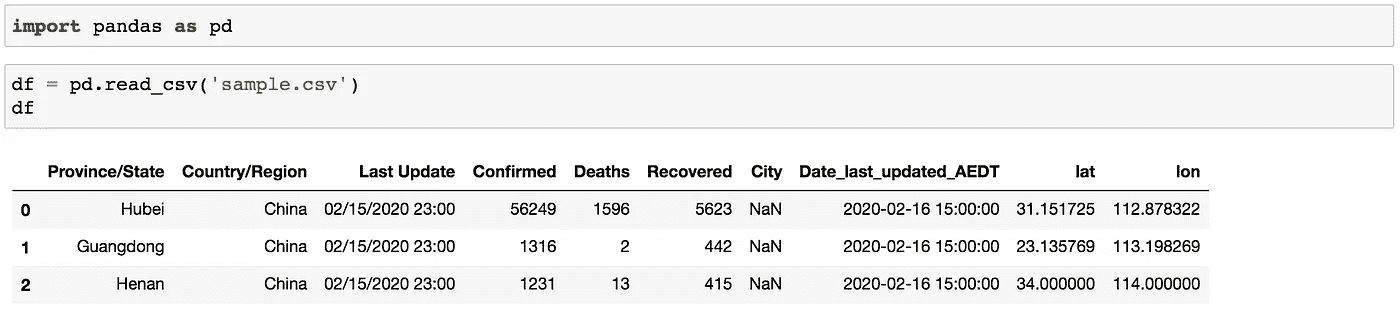 import pandas as pd
df = pd.read_csv('sample.csv')
df
Province/State Country/Region Last Update Confirmed Deaths Recovered City Date_last_updated_AEDT lat lon
0 Hubei China 02/15/2020 23:00 56249 1596 5623 NaN 2020-02-16 15:00:00 31.151725 112.878322
1 Guangdong China 02/15/2020 23:00 1316 2 442 NaN 2020-02-16 15:00:00 23.135769 113.198269
2 Henan China 02/15/2020 23:00 1231 13 415 NaN 2020-02-16 15:00:00 34.000000 114.000000